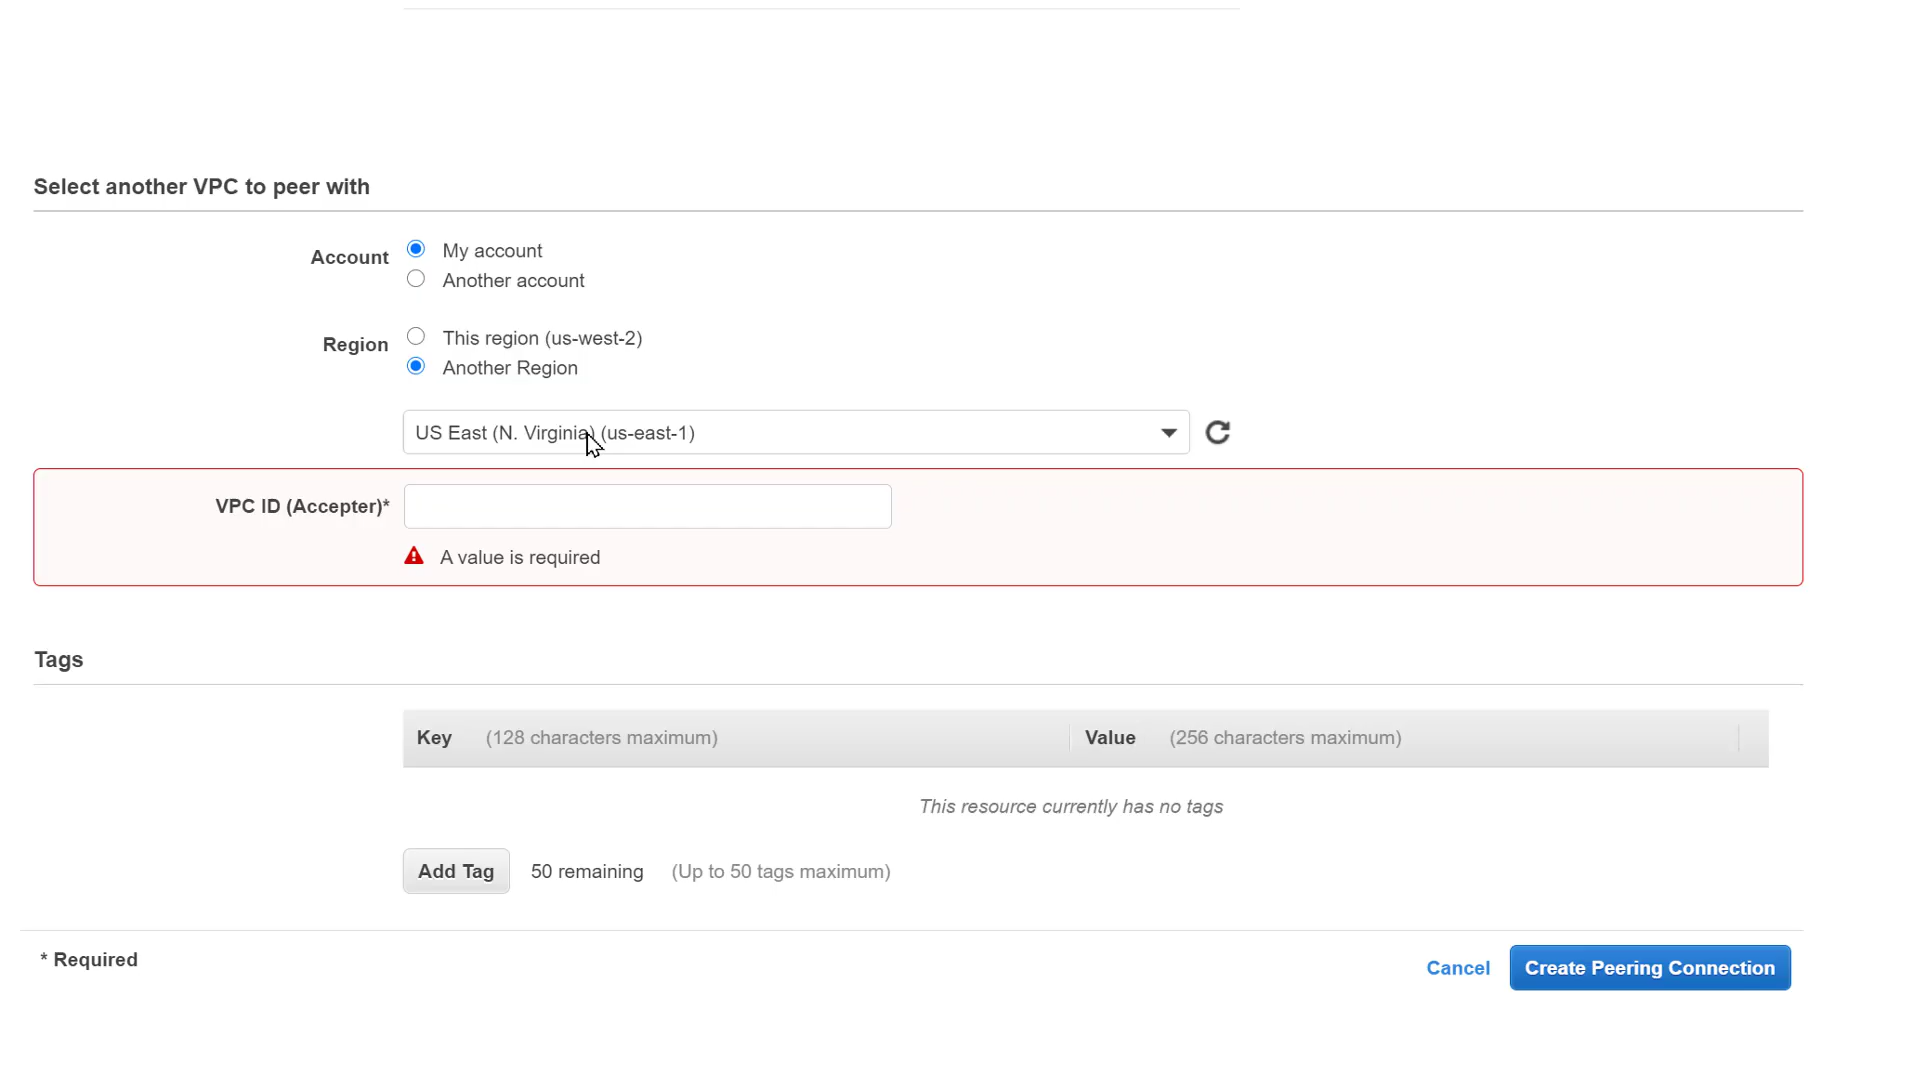 Select another VPC to peer with
Account
My account
Another account
Region
This region (us-west-2)
Another Region
US East (N. Virginia) (us-east-1)
VPC ID (Accepter)*
A value is required
Tags
Key (128 characters maximum) Value (256 characters maximum)
This resource currently has no tags
Add Tag 50 remaining (Up to 50 tags maximum)
* Required
Cancel Create Peering Connection